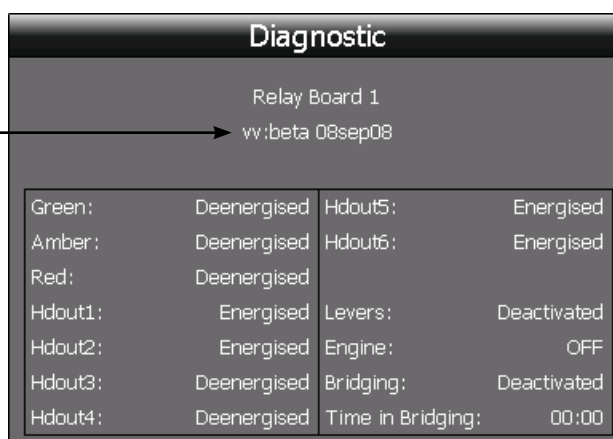 Diagnostic
Relay Board 1
vv:beta 08sep08
Green: Deenergised Hdout5: Energised
Amber: Deenergised Hdout6: Energised
Red: Deenergised
Hdout1: Energised Levers: Deactivated
Hdout2: Energised Engine: OFF
Hdout3: Deenergised Bridging: Deactivated
Hdout4: Deenergised Time in Bridging: 00:00